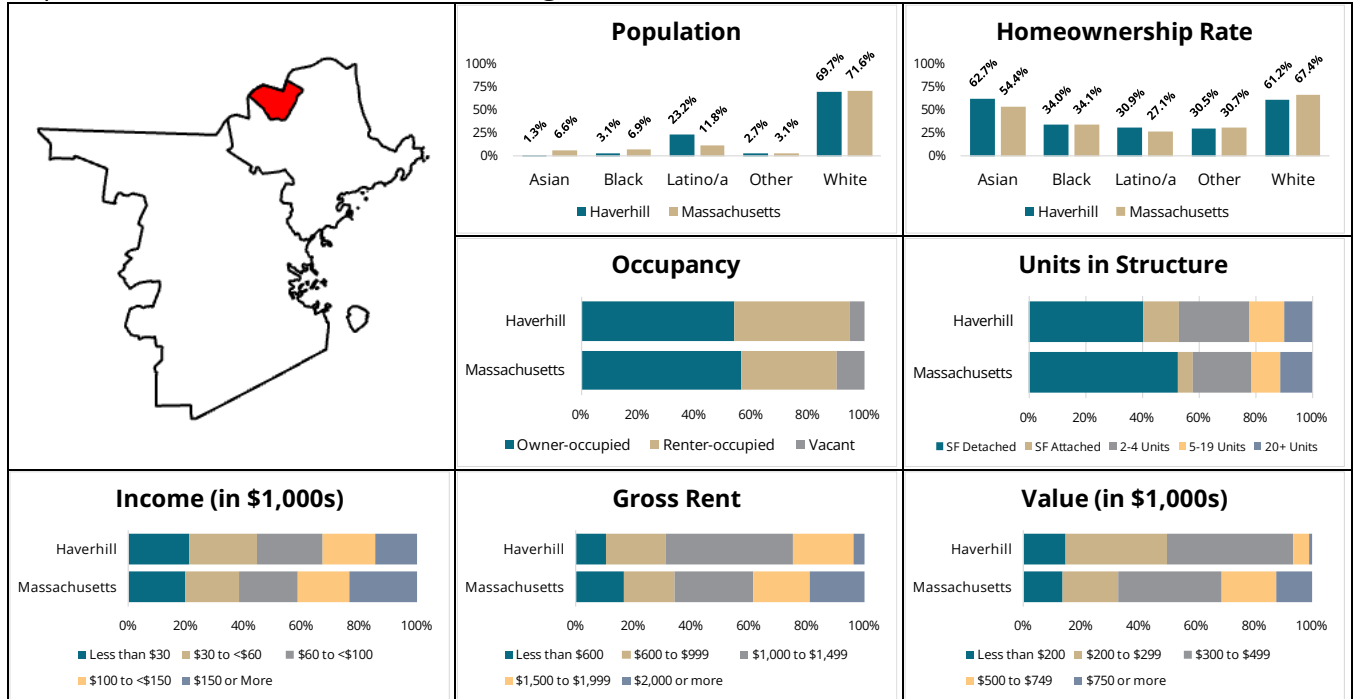 Population
100%
75%
50%
25%
0%
1.3% 6.6% 3.1% 6.9% 23.2% 11.8% 2.7% 3.1% 69.7% 71.6%
Asian Black Latino/a Other White
Haverhill Massachusetts
Homeownership Rate
100%
75%
50%
25%
0%
62.7% 54.4% 34.0% 34.1% 30.9% 27.1% 30.5% 30.7% 61.2% 67.4%
Asian Black Latino/a Other White
Haverhill Massachusetts
Occupancy
Haverhill
Massachusetts
0% 20% 40% 60% 80% 100%
Owner-occupied Renter-occupied Vacant
Units in Structure
Haverhill
Massachusetts
0% 20% 40% 60% 80% 100%
SF Detached SF Attached 2-4 Units 5-19 Units 20+ Units
Income (in $1,000s)
Haverhill
Massachusetts
0% 20% 40% 60% 80% 100%
Less than $30 $30 to <$60 $60 to <$100
$100 to <$150 $150 or More
Gross Rent
Haverhill
Massachusetts
0% 20% 40% 60% 80% 100%
Less than $600 $600 to $999 $1,000 to $1,499
$1,500 to $1,999 $2,000 or more
Value (in $1,000s)
Haverhill
Massachusetts
0% 20% 40% 60% 80% 100%
Less than $200 $200 to $299 $300 to $499
$500 to $749 $750 or more